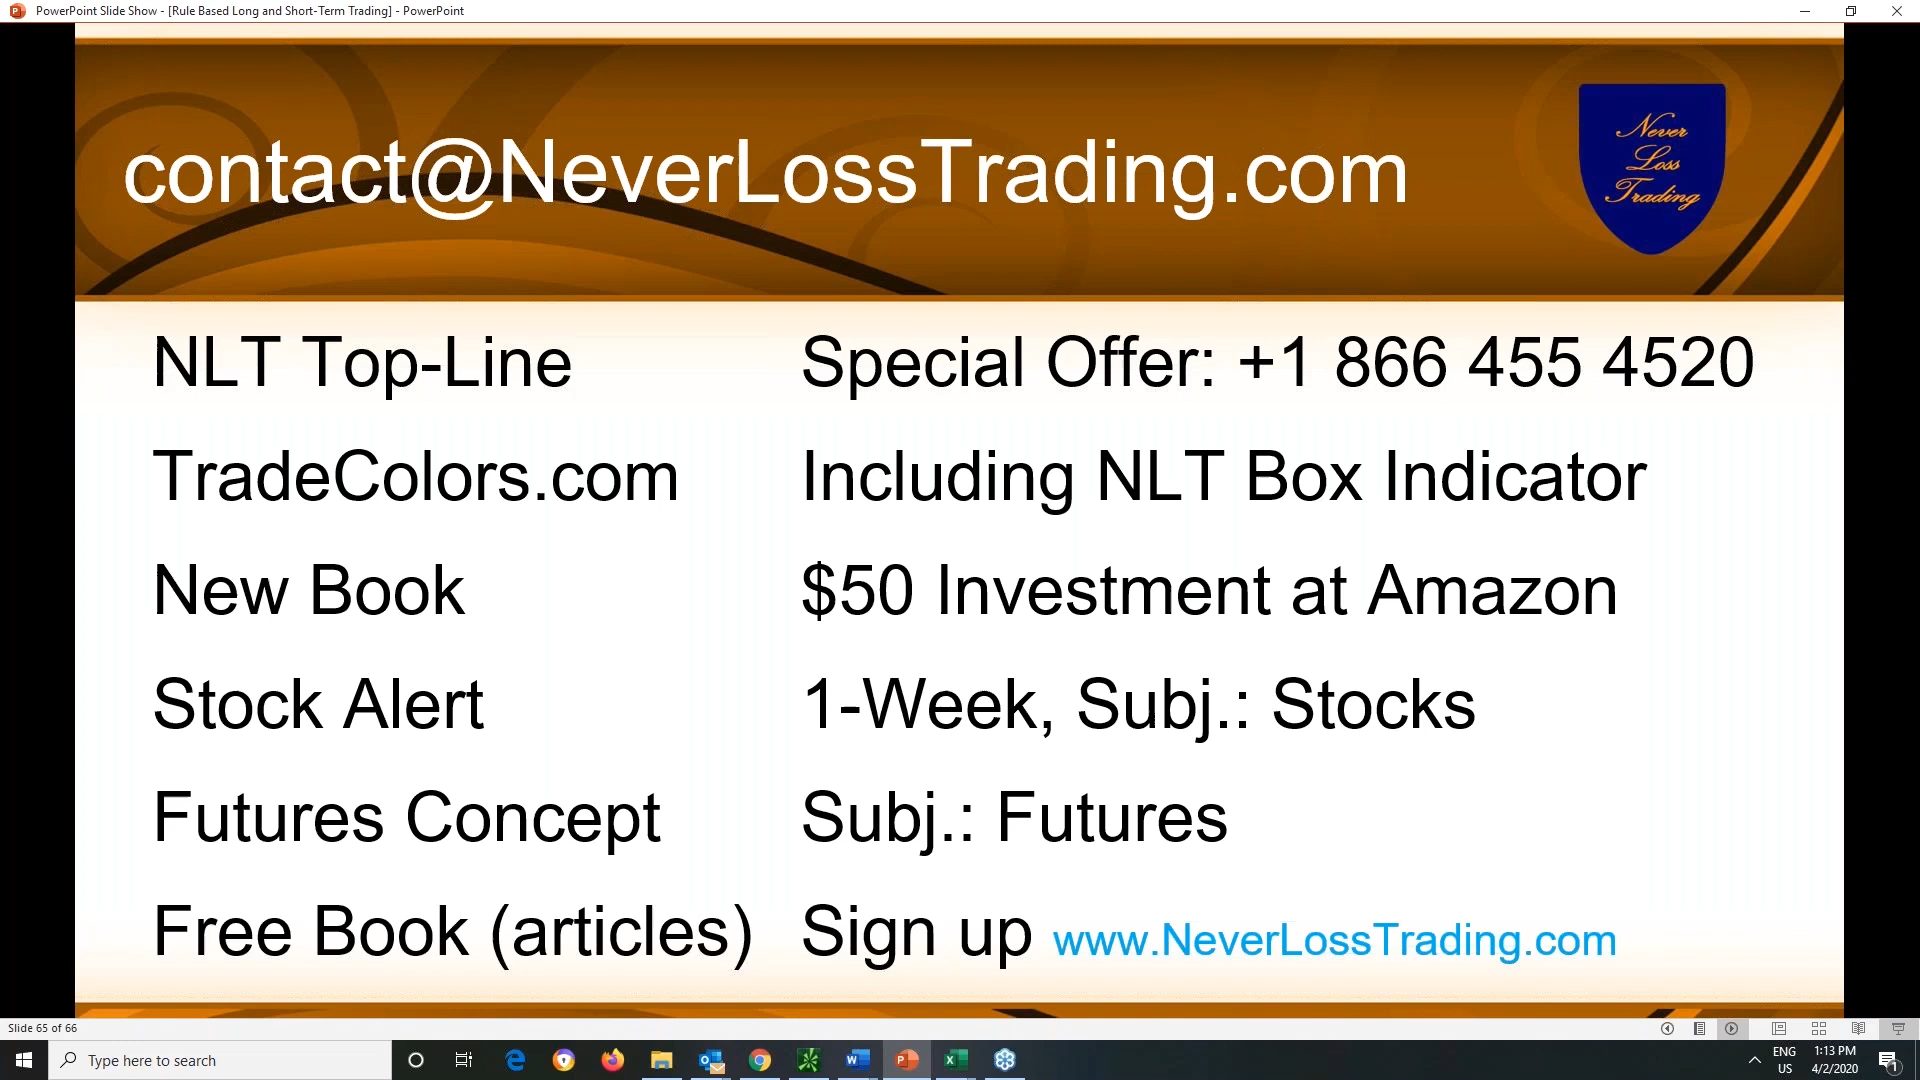 PowerPoint Slide Show - [Rule Based Long and Short-Term Trading] - PowerPoint
contact@NeverLossTrading.com
Never
Loss
Trading
NLT Top-Line Special Offer: +1 866 455 4520
TradeColors.com Including NLT Box Indicator
New Book $50 Investment at Amazon
Stock Alert 1-Week, Subj.: Stocks
Futures Concept Subj.: Futures
Free Book (articles) Sign up www.NeverLossTrading.com
Slide 65 of 66
Type here to search
ENG
US
1:13 PM
4/2/2020
1